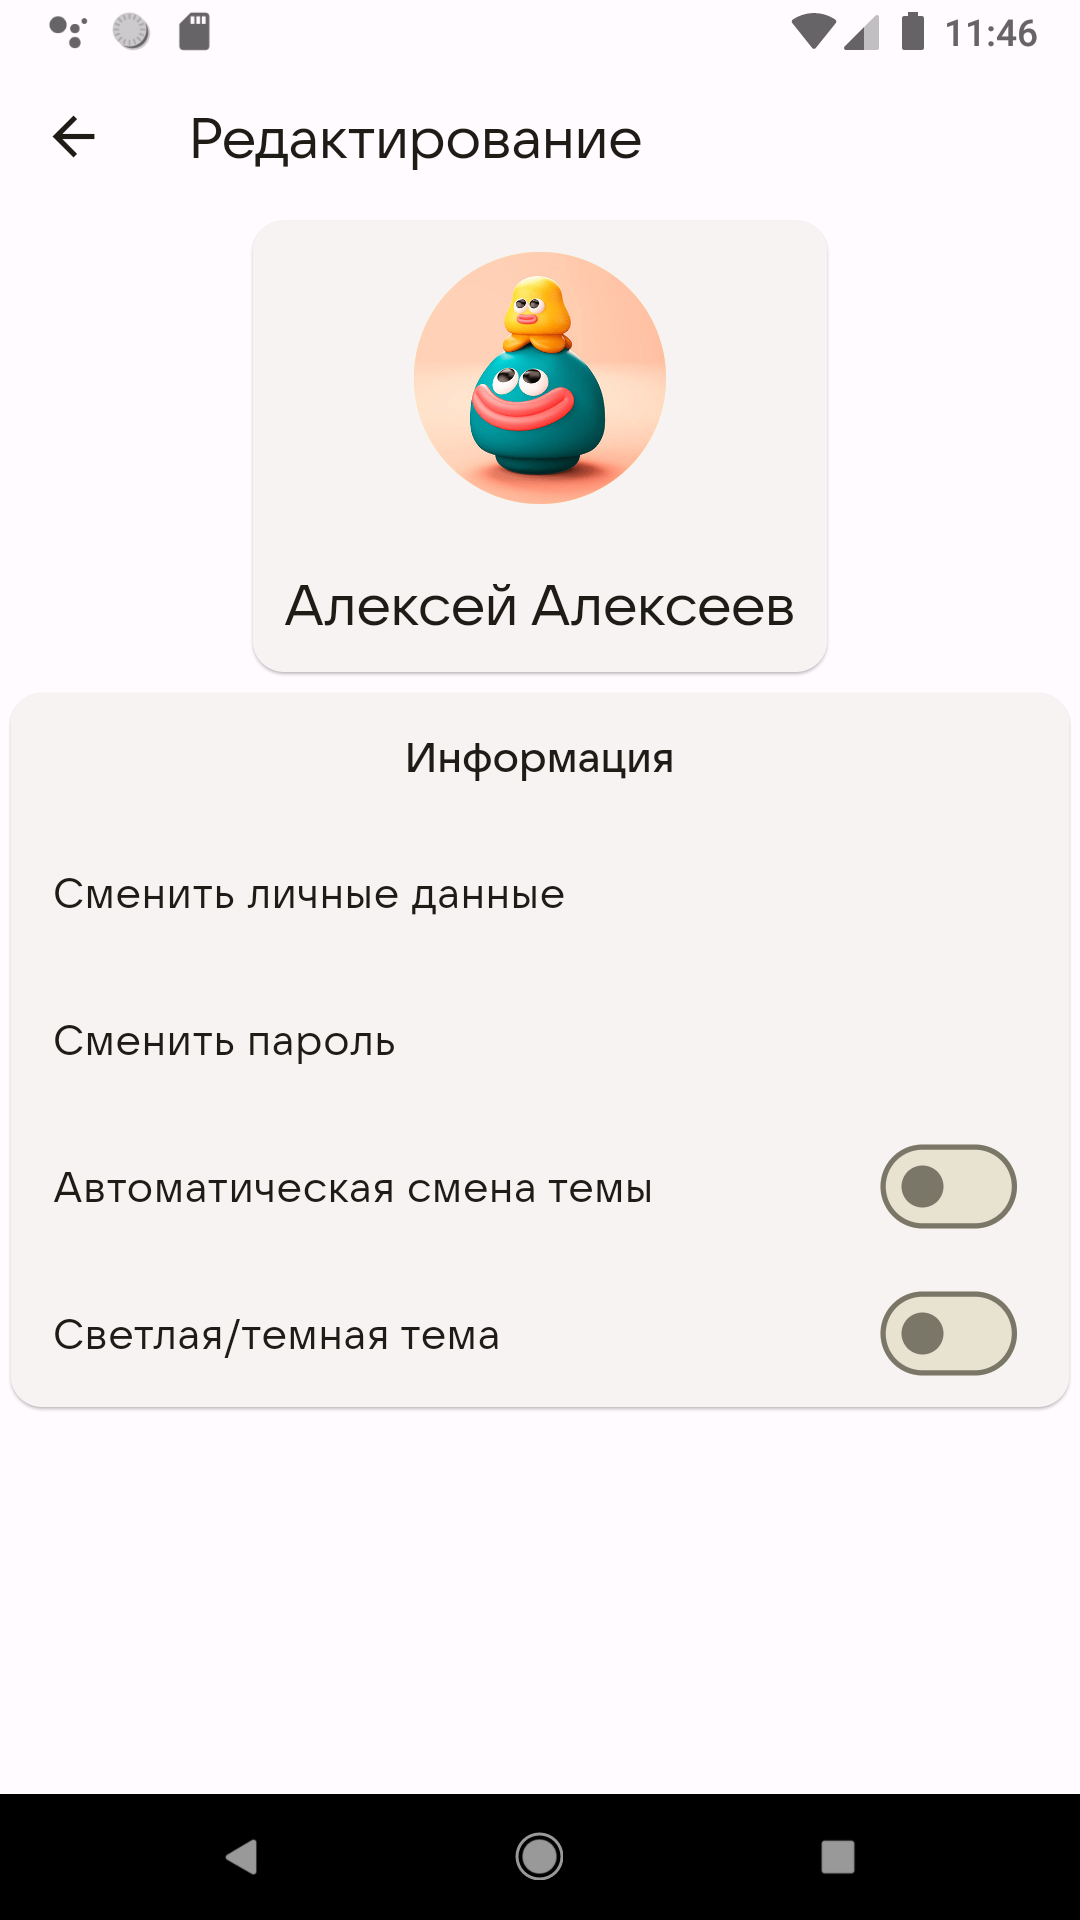 11:46
Редактирование
Алексей Алексеев
Информация
Сменить личные данные
Сменить пароль
Автоматическая смена темы
Светлая/темная тема